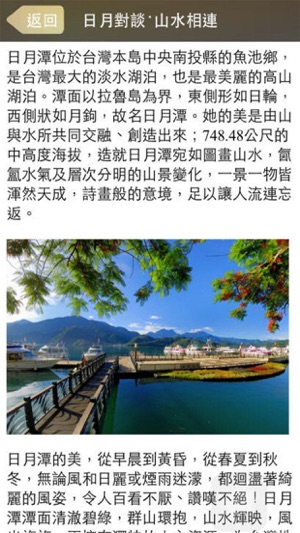 返回
日月對談‧山水相連
日月潭位於台灣本島中央南投縣的魚池鄉，
是台灣最大的淡水湖泊，也是最美麗的高山
湖泊。潭面以拉魯島為界，東側形如日輪，
西側狀如月鉤，故名日月潭。她的美是由山
與水所共同交融、創造出來；748.48公尺的
中高度海拔，造就日月潭宛如圖畫山水，氤
氳水氣及層次分明的山景變化，一景一物皆
渾然天成，詩畫般的意境，足以讓人流連忘
返。
日月潭的美，從早晨到黃昏，從春夏到秋
冬，無論風和日麗或煙雨迷濛，都迴盪著綺
麗的風姿，令人百看不厭、讚嘆不絕！日月
潭潭面清澈碧綠，群山環抱，山水輝映，風